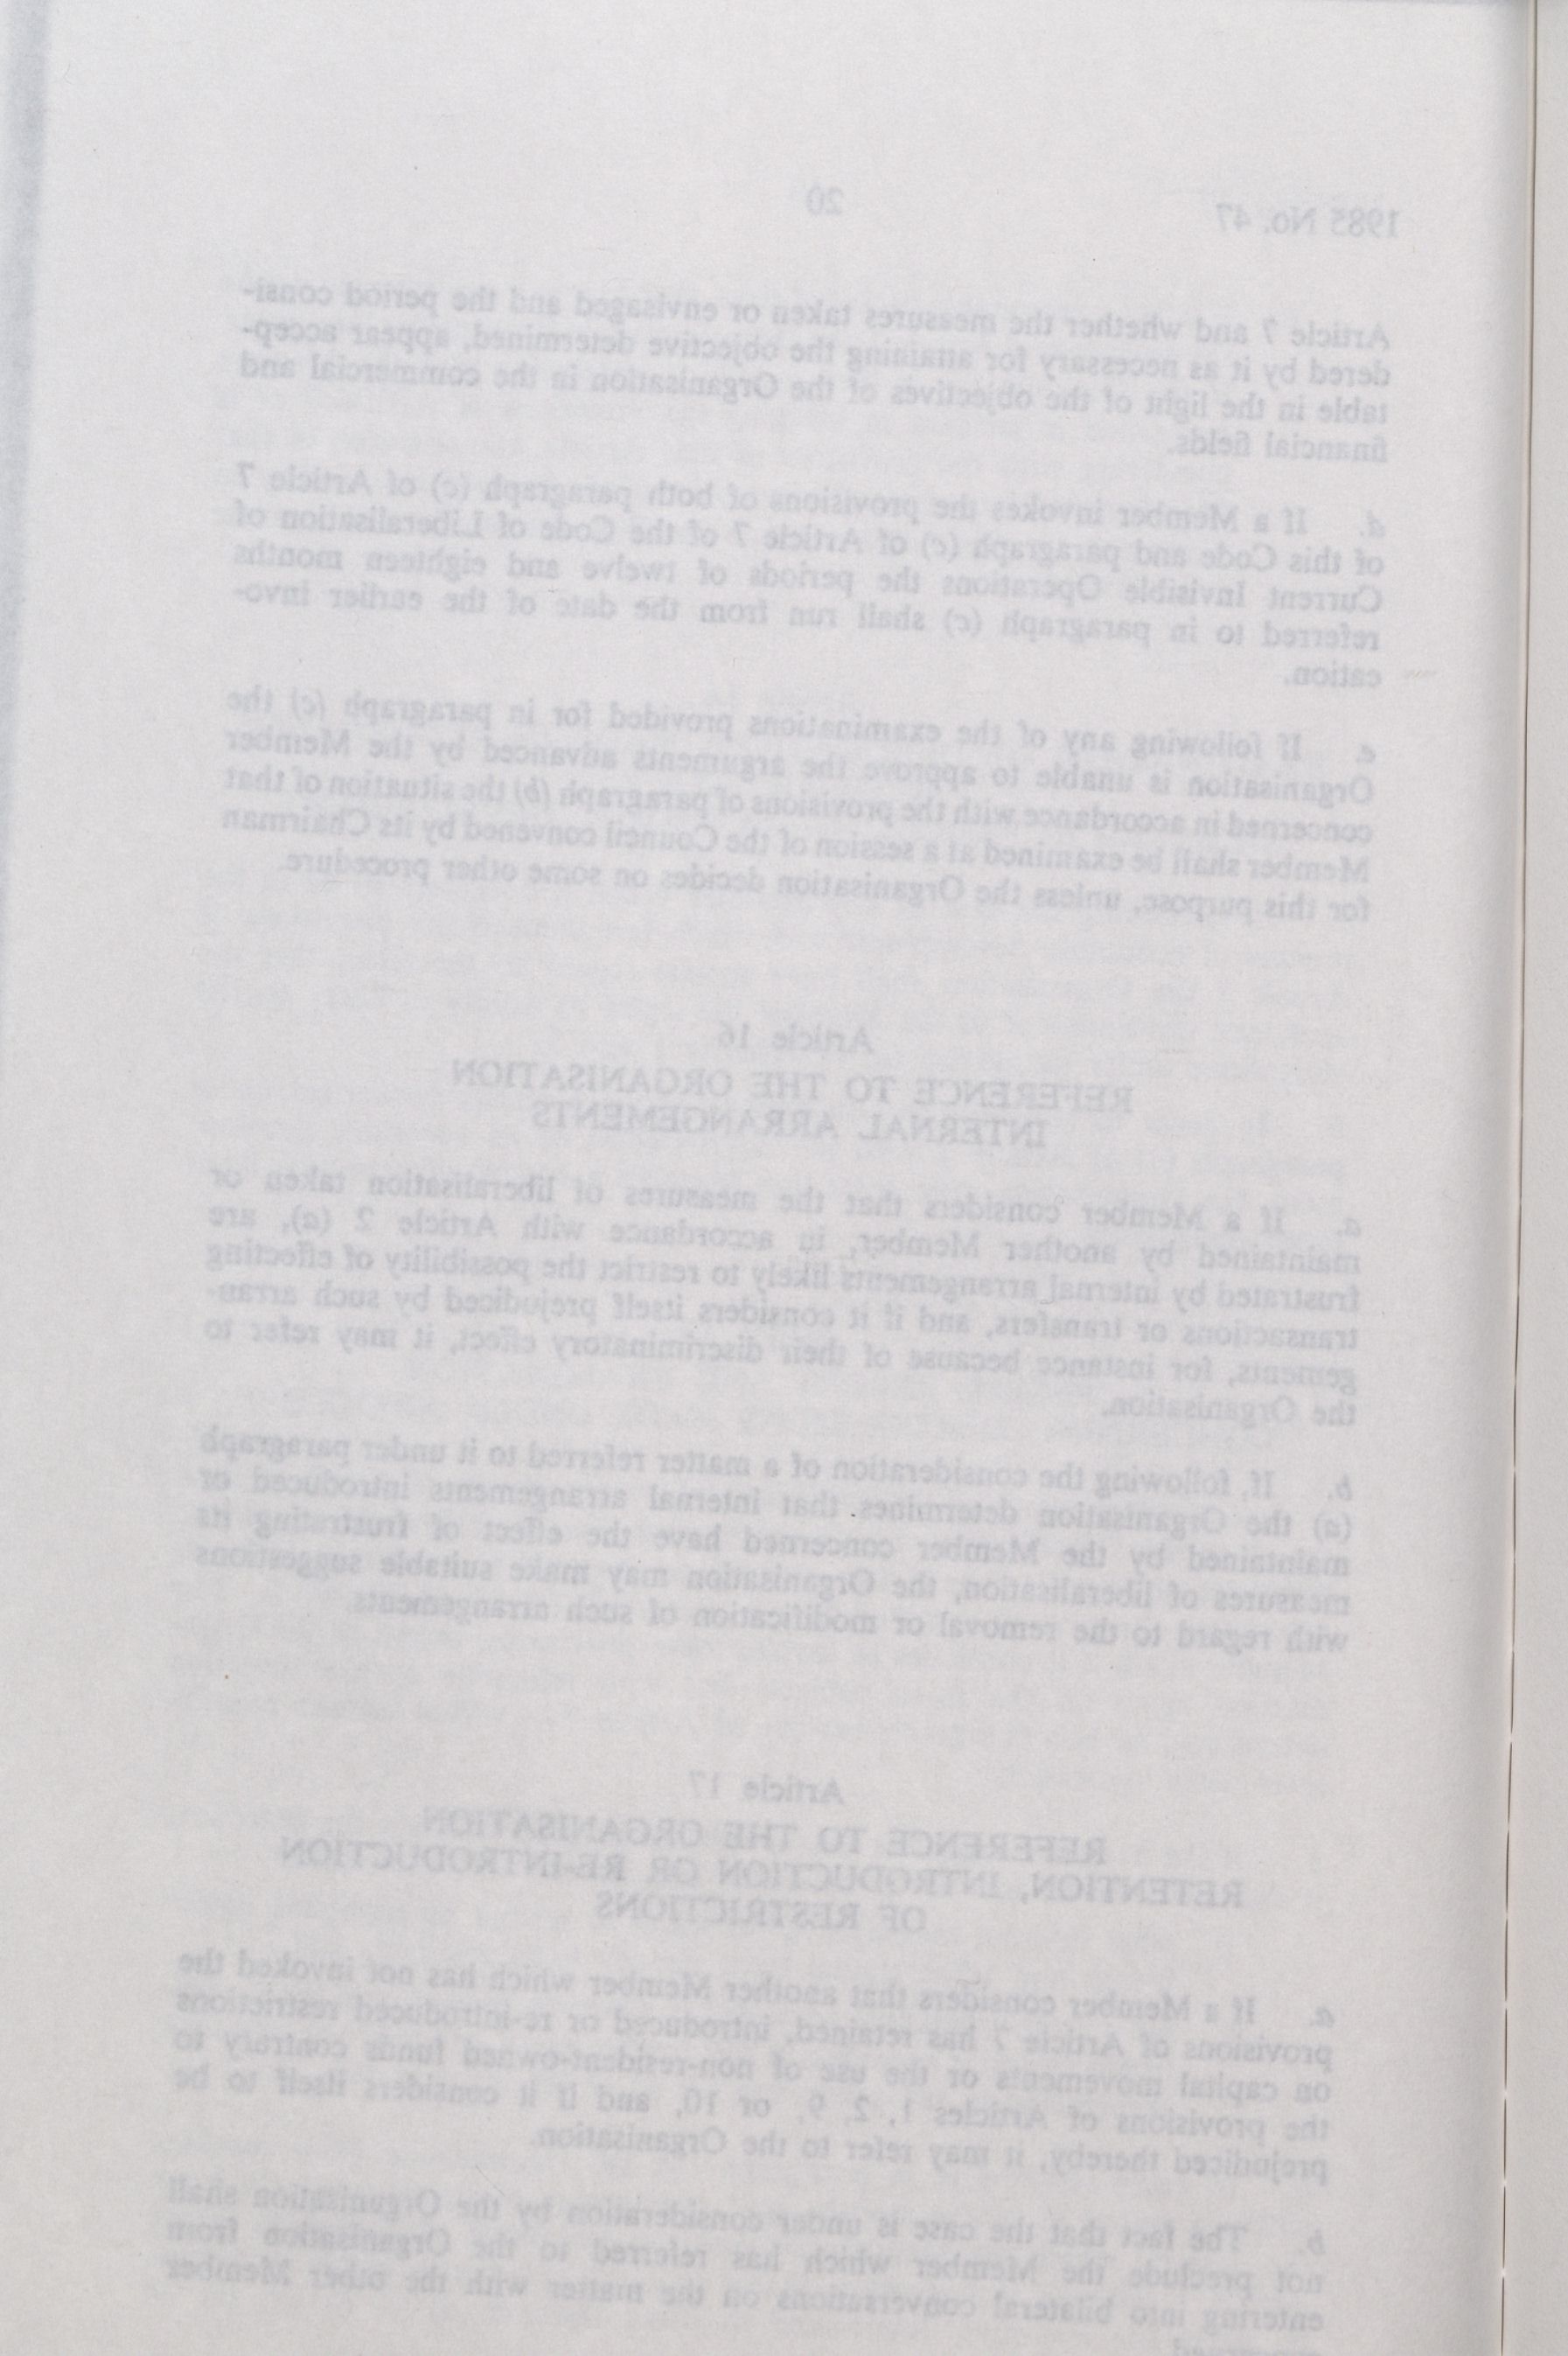 1985 No. 47
20
Article 7 and whether the measures taken or envisaged and the period consi-
dered by it as necessary for attaining the objective determined, appear accep-
table in the light of the objectives of the Organisation in the commercial and
financial fields.
d. If a Member invokes the provisions of both paragraph (c) of Article 7
of this Code and paragraph (c) of Article 7 of the Code of Liberalisation of
Current Invisible Operations the periods of twelve and eighteen months
referred to in paragraph (c) shall run from the date of the earlier invo-
cation.
e. If following any of the examinations provided for in paragraph (c) the
Organisation is unable to approve the arguments advanced by the Member
concerned in accordance with the provisions of paragraph (b) the situation of that
Member shall be examined at a session of the Council convened by its Chairman
for this purpose, unless the Organisation decides on some other procedure.
Article 16
REFERENCE TO THE ORGANISATION
INTERNAL ARRANGEMENTS
a. If a Member considers that the measures of liberalisation taken or
maintained by another Member, in accordance with Article 2 (a), are
frustrated by internal arrangements likely to restrict the possibility of effecting
transactions or transfers, and if it considers itself prejudiced by such arran-
gements, for instance because of their discriminatory effect, it may refer to
the Organisation.
b. If, following the consideration of a matter referred to it under paragraph
(a) the Organisation determines that internal arrangements introduced or
maintained by the Member concerned have the effect of frustrating its
measures of liberalisation, the Organisation may make suitable suggestions
with regard to the removal or modification of such arrangements.
Article 17
REFERENCE TO THE ORGANISATION
RETENTION, INTRODUCTION OR RE-INTRODUCTION
OF RESTRICTIONS
a. If a Member considers that another Member which has not invoked the
provisions of Article 7 has retained, introduced or re-introduced restrictions
on capital movements or the use of non-resident-owned funds contrary to
the provisions of Articles 1, 2, 9, or 10, and if it considers itself to be
prejudiced thereby, it may refer to the Organisation.
b. The fact that the case is under consideration by the Organisation shall
not preclude the Member which has referred to the Organisation from
entering into bilateral conversations on the matter with the other Member